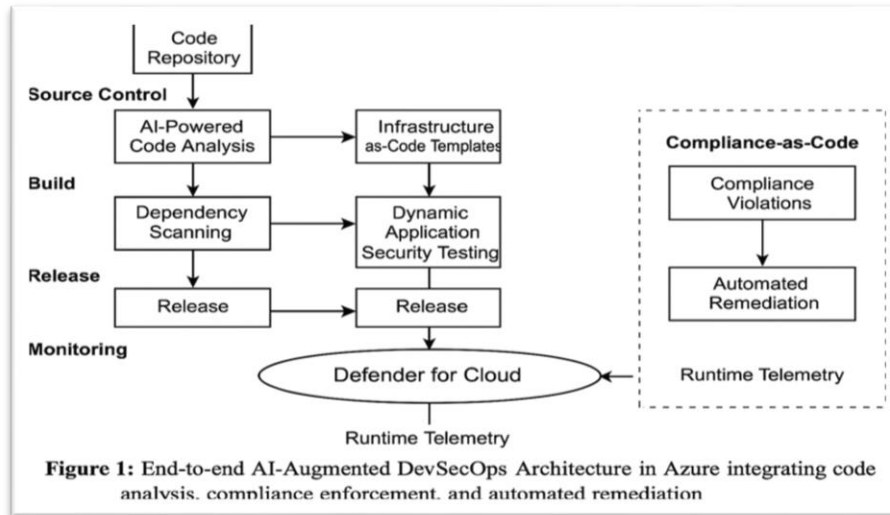 Code
Repository
Source Control
AI-Powered
Code Analysis
Infrastructure
as-Code Templates
Build
Dependency
Scanning
Dynamic
Application
Security Testing
Release
Release
Release
Monitoring
Defender for Cloud
Runtime Telemetry
Compliance-as-Code
Compliance
Violations
Automated
Remediation
Runtime Telemetry
Figure 1: End-to-end AI-Augmented DevSecOps Architecture in Azure integrating code
analysis, compliance enforcement, and automated remediation